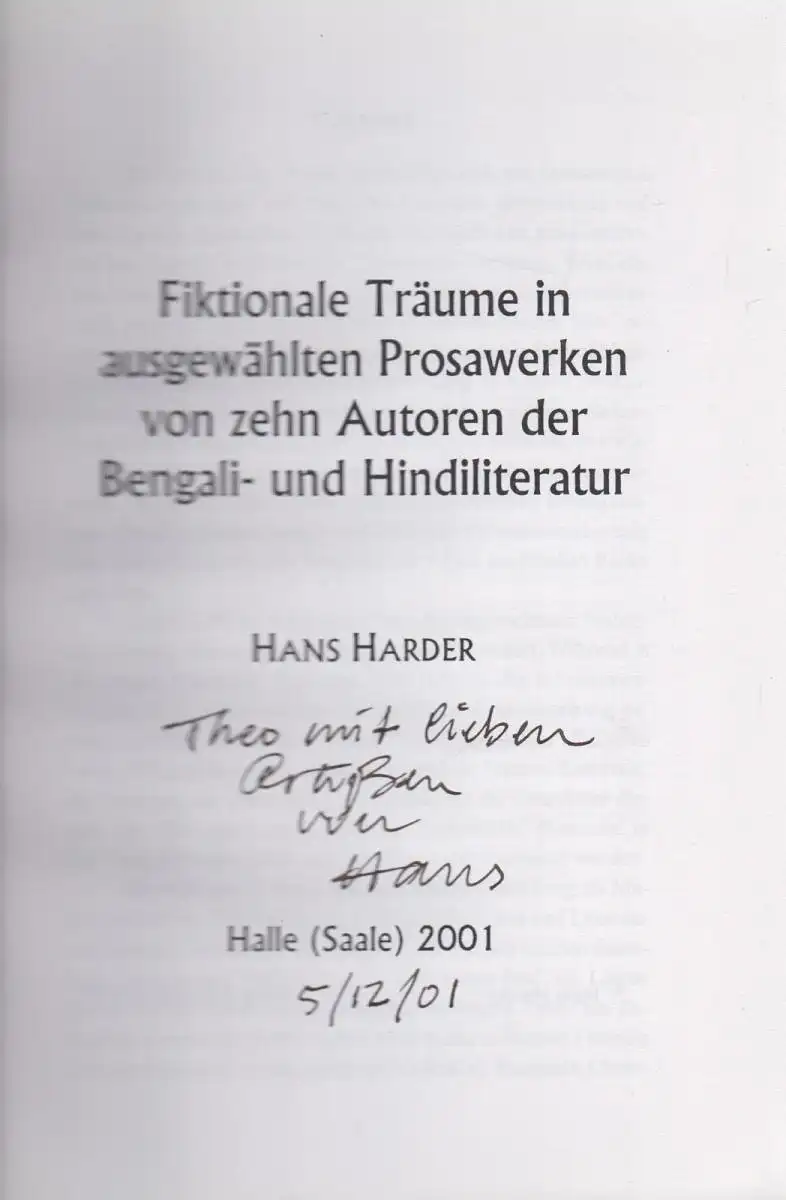 Fiktionale Träume in
ausgewählten Prosawerken
von zehn Autoren der
Bengali- und Hindiliteratur
HANS HARDER
Theo mit lieben
Grüßen
von
Hans
Halle (Saale) 2001
5/12/01